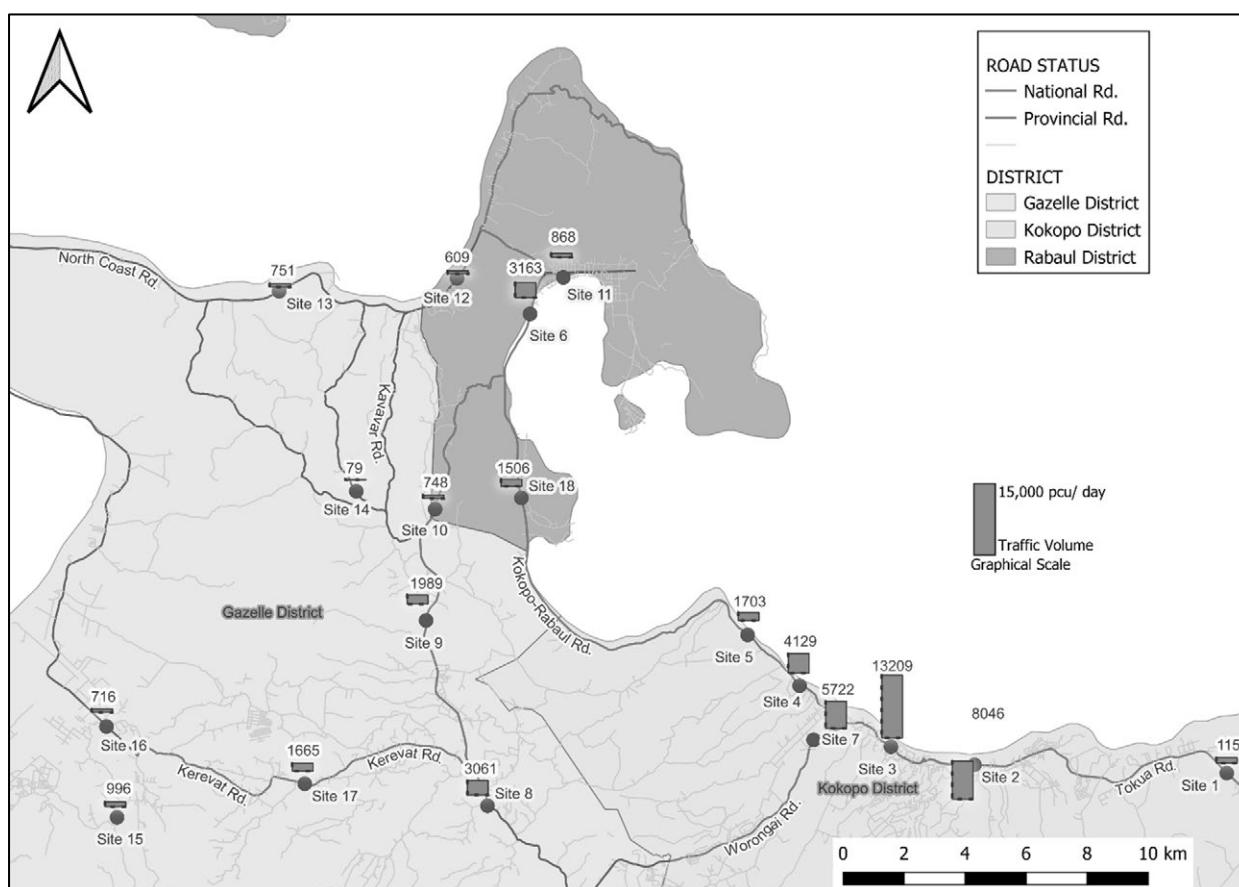 ROAD STATUS
National Rd.
Provincial Rd.
DISTRICT
Gazelle District
Kokopo District
Rabaul District
North Coast Rd.
751
Site 13
609
Site 12
868
Site 11
3163
Site 6
Kavavar Rd.
79
Site 14
748
Site 10
1506
Site 18
15,000 pcu/ day
Traffic Volume
Graphical Scale
1989
Site 9
Gazelle District
Kokopo-Rabaul Rd.
1703
Site 5
4129
Site 4
5722
Site 7
13209
Site 3
8046
Site 2
115
Site 1
Tokua Rd.
Kokopo District
716
Site 16
Kerevat Rd.
1665
Site 17
Kerevat Rd.
3061
Site 8
996
Site 15
Worongai Rd.
0 2 4 6 8 10 km